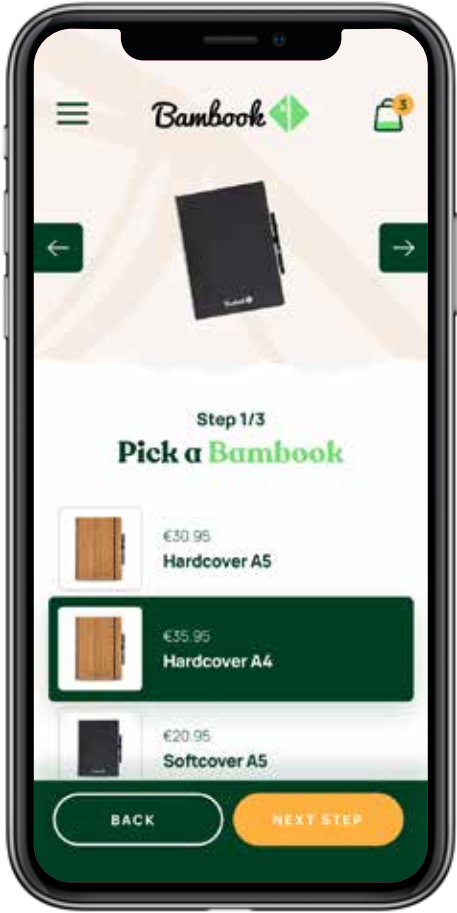 Bambook
3
Bambook
Step 1/3
Pick a Bambook
€30.95
Hardcover A5
€35.95
Hardcover A4
€20.95
Softcover A5
BACK
NEXT STEP